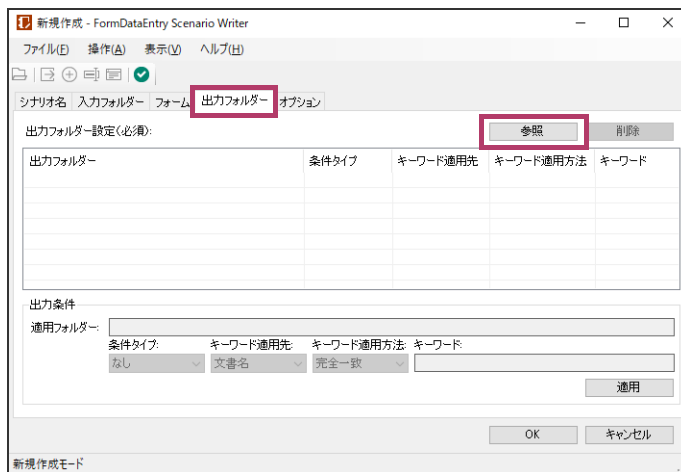 新規作成 - FormDataEntry Scenario Writer
ファイル(F) 操作(A) 表示(V) ヘルプ(H)
シナリオ名 入力フォルダー フォーム 出力フォルダー オプション
出力フォルダー設定(必須): 参照 削除
出力フォルダー 条件タイプ キーワード適用先 キーワード適用方法 キーワード
出力条件
適用フォルダー:
条件タイプ: キーワード適用先: キーワード適用方法: キーワード:
なし 文書名 完全一致
適用
OK キャンセル
新規作成モード